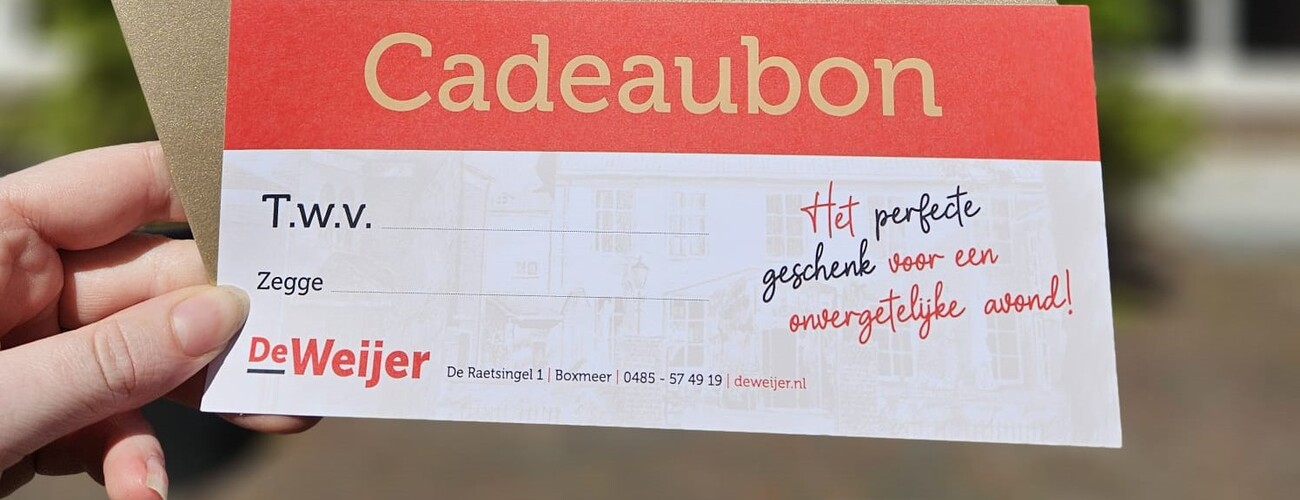 Cadeaubon
T.w.v.
Zegge
Het perfecte
geschenk voor een
onvergetelijke avond!
DeWeijer
De Raetsingel 1 | Boxmeer | 0485 - 57 49 19 | deweijer.nl